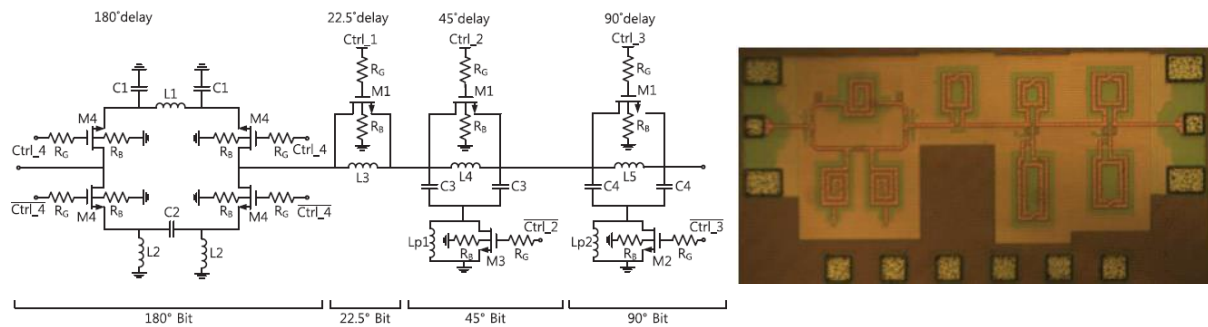 180°delay
22.5°delay
45°delay
90°delay
Ctrl_1
Ctrl_2
Ctrl_3
C1
L1
C1
RG
RG
RG
M1
M1
M1
M4
M4
Ctrl_4
RG
RB
RB
RG
Ctrl_4
RB
RB
RB
L3
L4
L5
Ctrl_4
RG
M4
RB
RB
M4
RG
Ctrl_4
C3
C3
C4
C4
C2
L2
L2
Ctrl_2
Ctrl_3
Lp1
RB
M3
RG
Lp2
RB
M2
RG
180° Bit
22.5° Bit
45° Bit
90° Bit